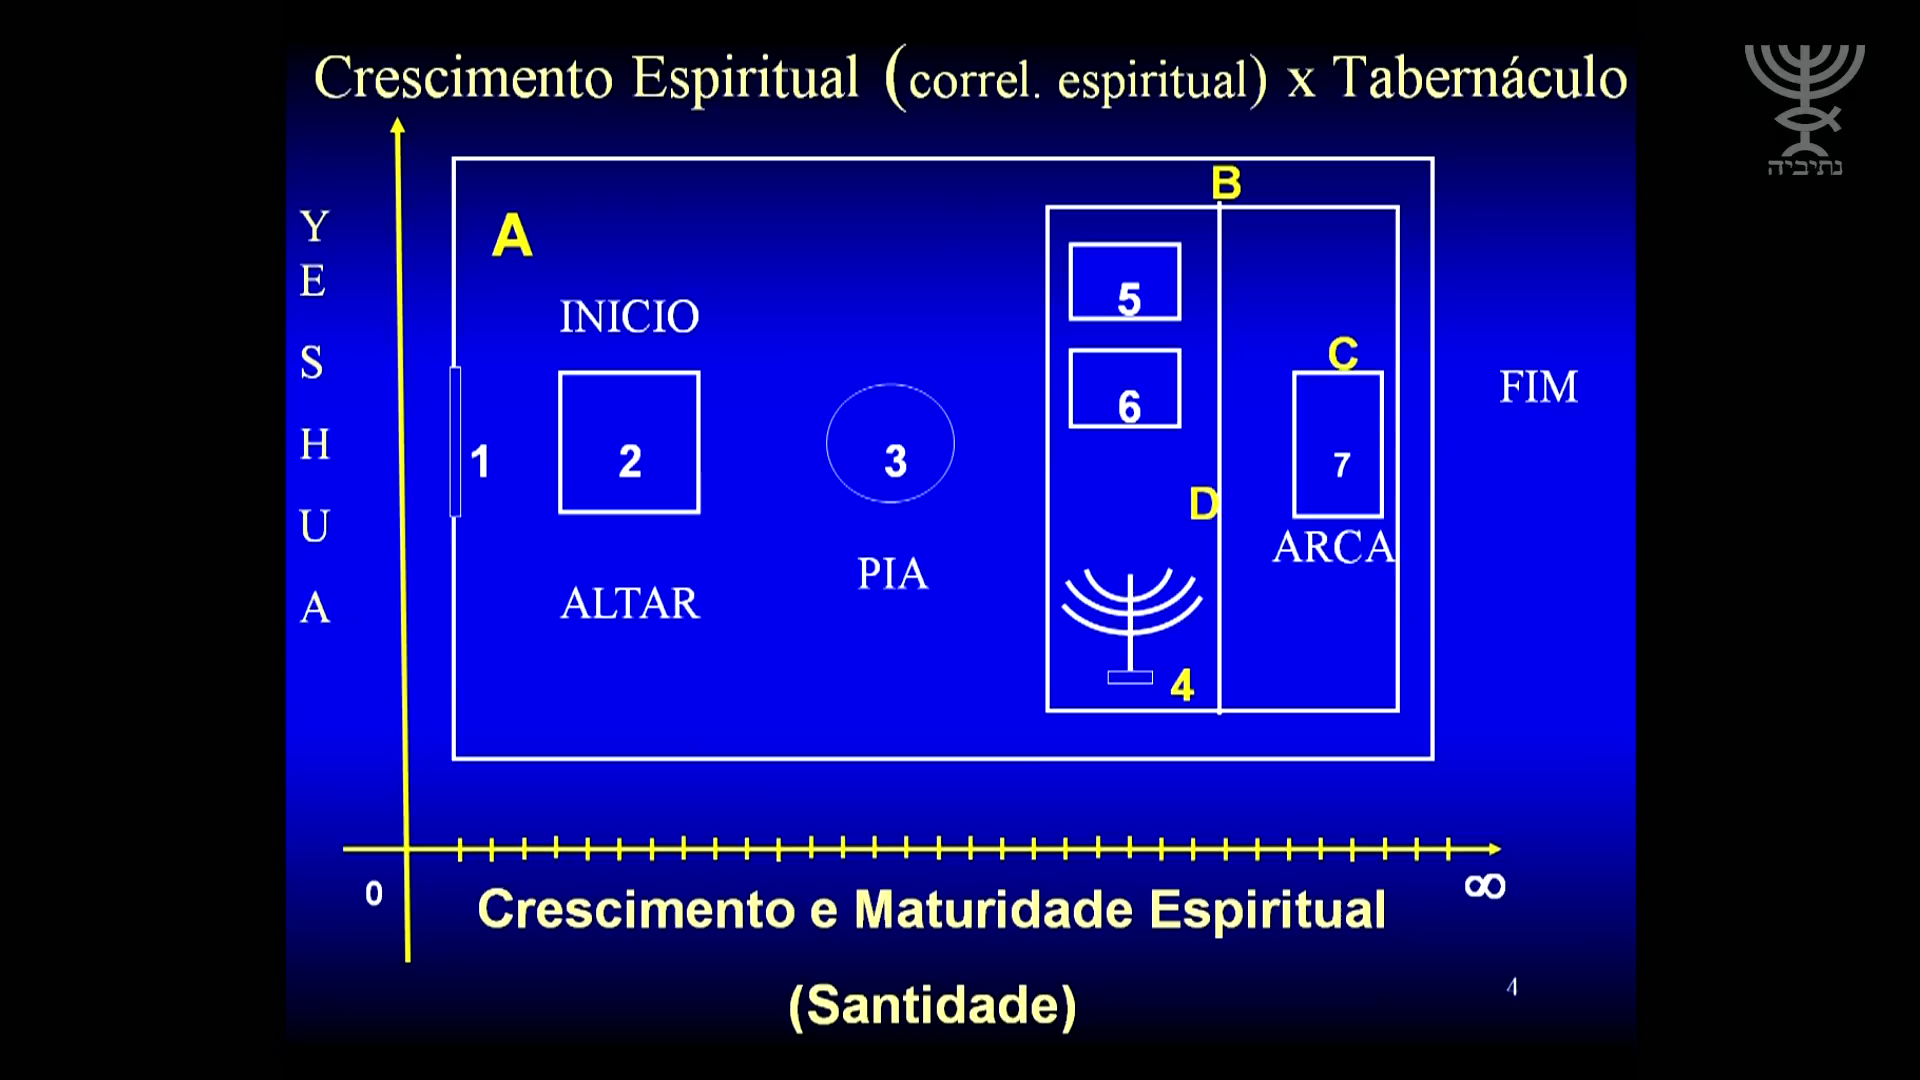 Crescimento Espiritual (correl. espiritual) x Tabernáculo
נתיביה
Y
E
S
H
U
A
A
B
INICIO
5
C
6
FIM
1
2
3
7
D
ARCA
PIA
ALTAR
4
0
∞
Crescimento e Maturidade Espiritual
(Santidade)
4